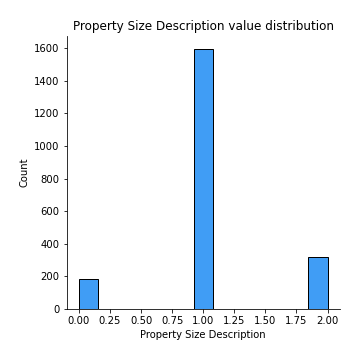 Property Size Description value distribution
1600
1400
1200
1000
800
600
400
200
0
Count
0.00 0.25 0.50 0.75 1.00 1.25 1.50 1.75 2.00
Property Size Description